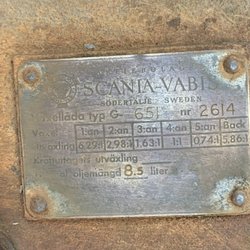 SCANIA-VABIS
SÖDERTÄLJE SWEDEN
Växellåda typ G-651 nr 2614
Växel 1:an 2:an 3:an 4:an 5:an Back
Utväxling 6,29:1 2,98:1 1,63:1 1:1 0,74:1 5,86:1
Kraftuttagets utväxling
oljemängd 8.5 liter